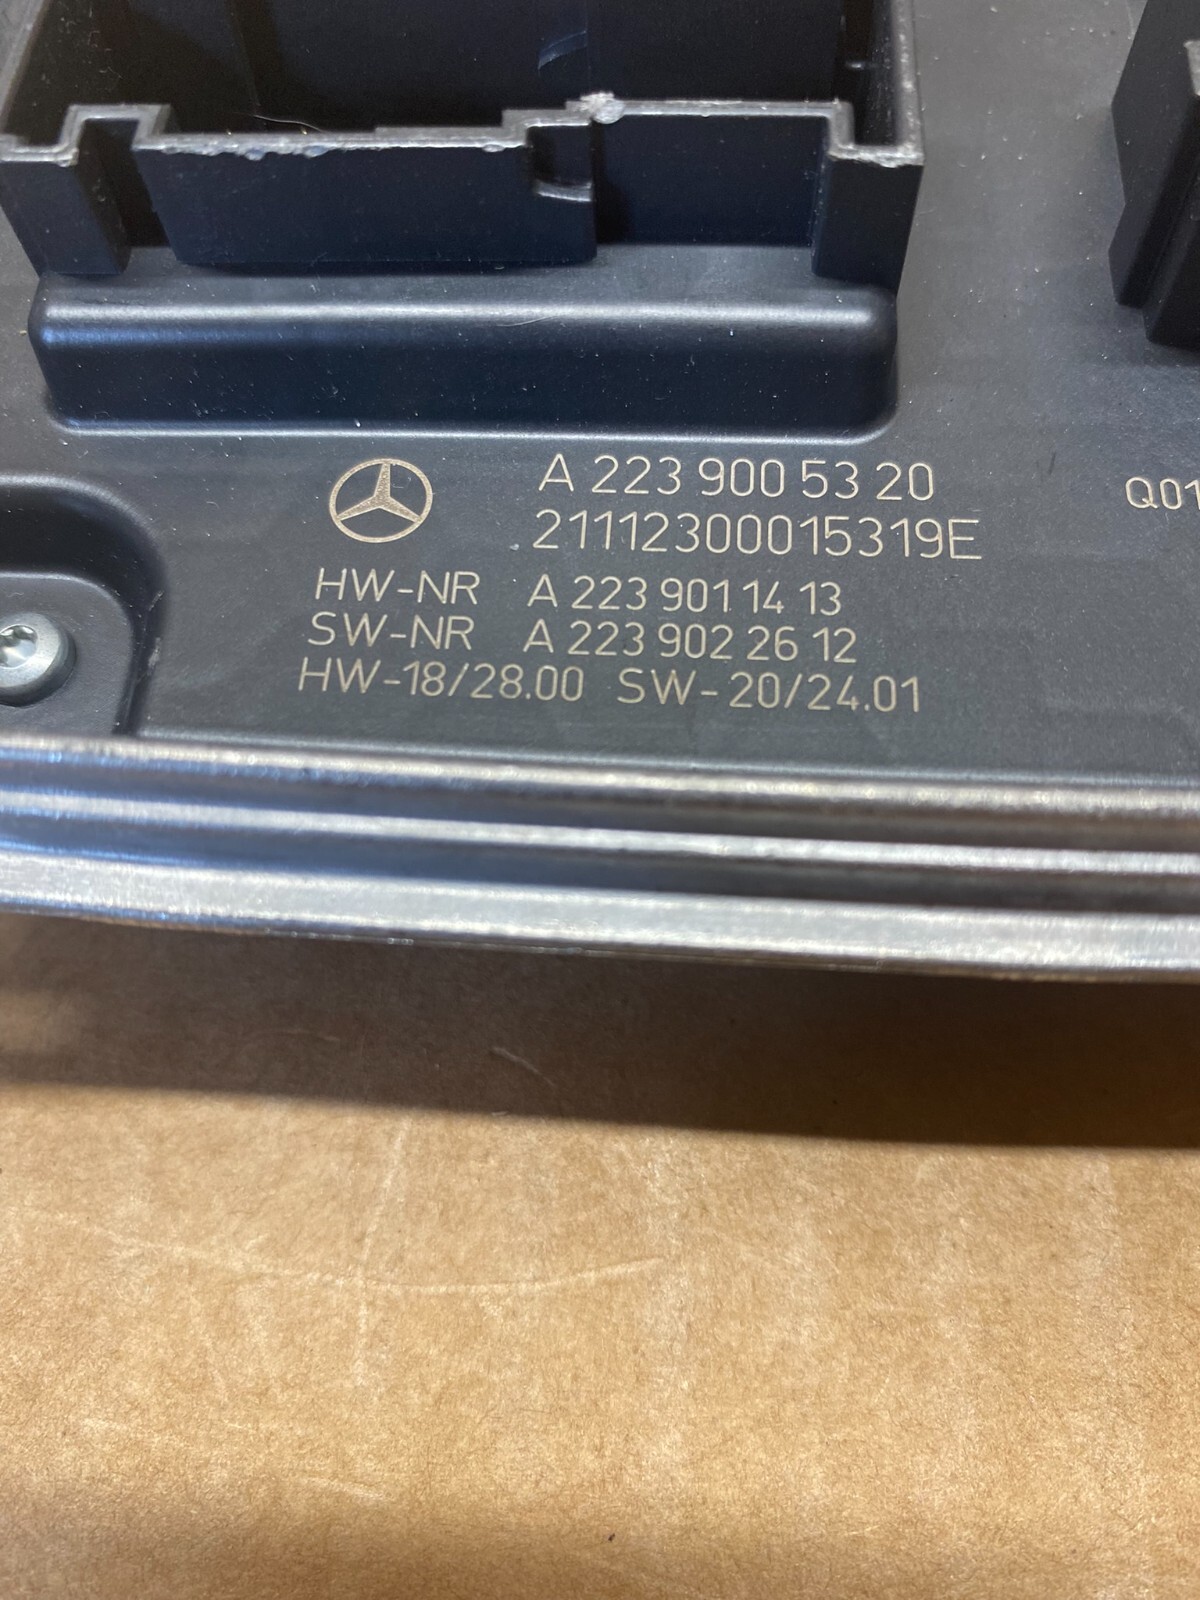 A 223 900 53 20
21112300015319E
Q01
HW-NR A 223 901 14 13
SW-NR A 223 902 26 12
HW-18/28.00 SW-20/24.01